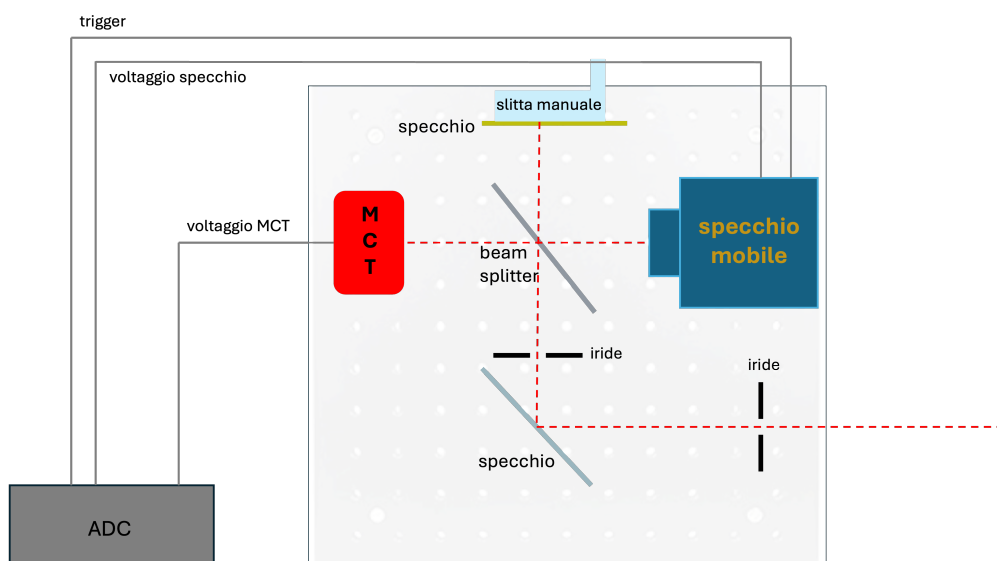 trigger
voltaggio specchio
slitta manuale
specchio
M
C
T
voltaggio MCT
specchio
mobile
beam
splitter
iride
iride
specchio
ADC